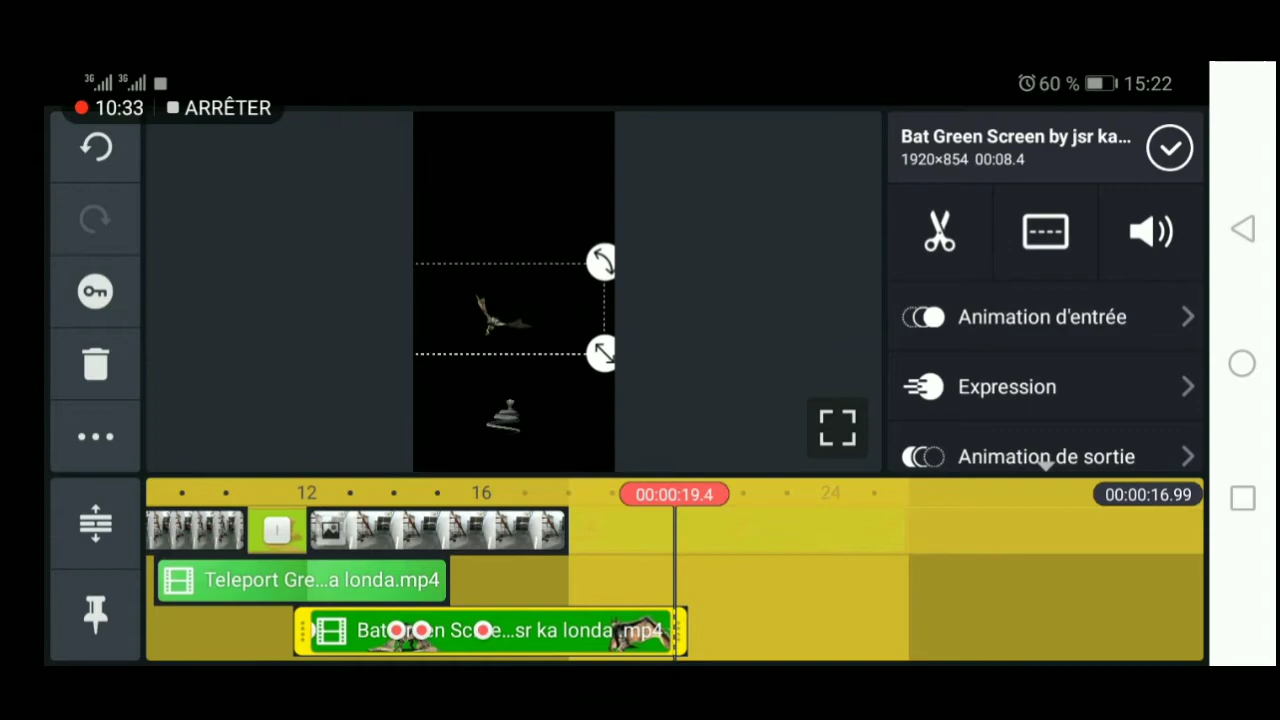 3G 3G 60 % 15:22
10:33 ARRÊTER
Bat Green Screen by jsr ka...
1920×854 00:08.4
Animation d'entrée
Expression
Animation de sortie
12 16 00:00:19.4 24 00:00:16.99
Teleport Gre...a londa.mp4
Bat Green Scre...sr ka londa .mp4